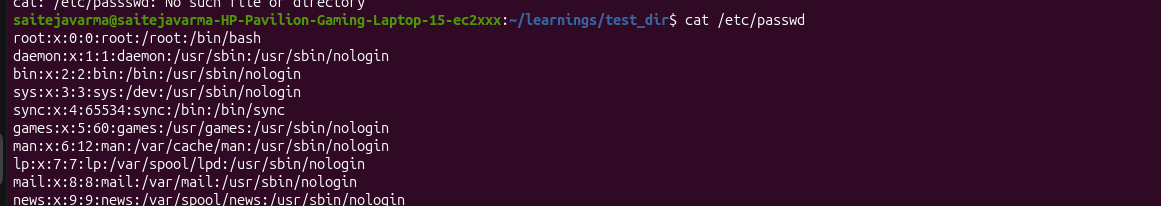 cat: /etc/passswd: No such file or directory
saitejavarma@saitejavarma-HP-Pavilion-Gaming-Laptop-15-ec2xxx:~/learnings/test_dir$ cat /etc/passwd
root:x:0:0:root:/root:/bin/bash
daemon:x:1:1:daemon:/usr/sbin:/usr/sbin/nologin
bin:x:2:2:bin:/bin:/usr/sbin/nologin
sys:x:3:3:sys:/dev:/usr/sbin/nologin
sync:x:4:65534:sync:/bin:/bin/sync
games:x:5:60:games:/usr/games:/usr/sbin/nologin
man:x:6:12:man:/var/cache/man:/usr/sbin/nologin
lp:x:7:7:lp:/var/spool/lpd:/usr/sbin/nologin
mail:x:8:8:mail:/var/mail:/usr/sbin/nologin
news:x:9:9:news:/var/spool/news:/usr/sbin/nologin